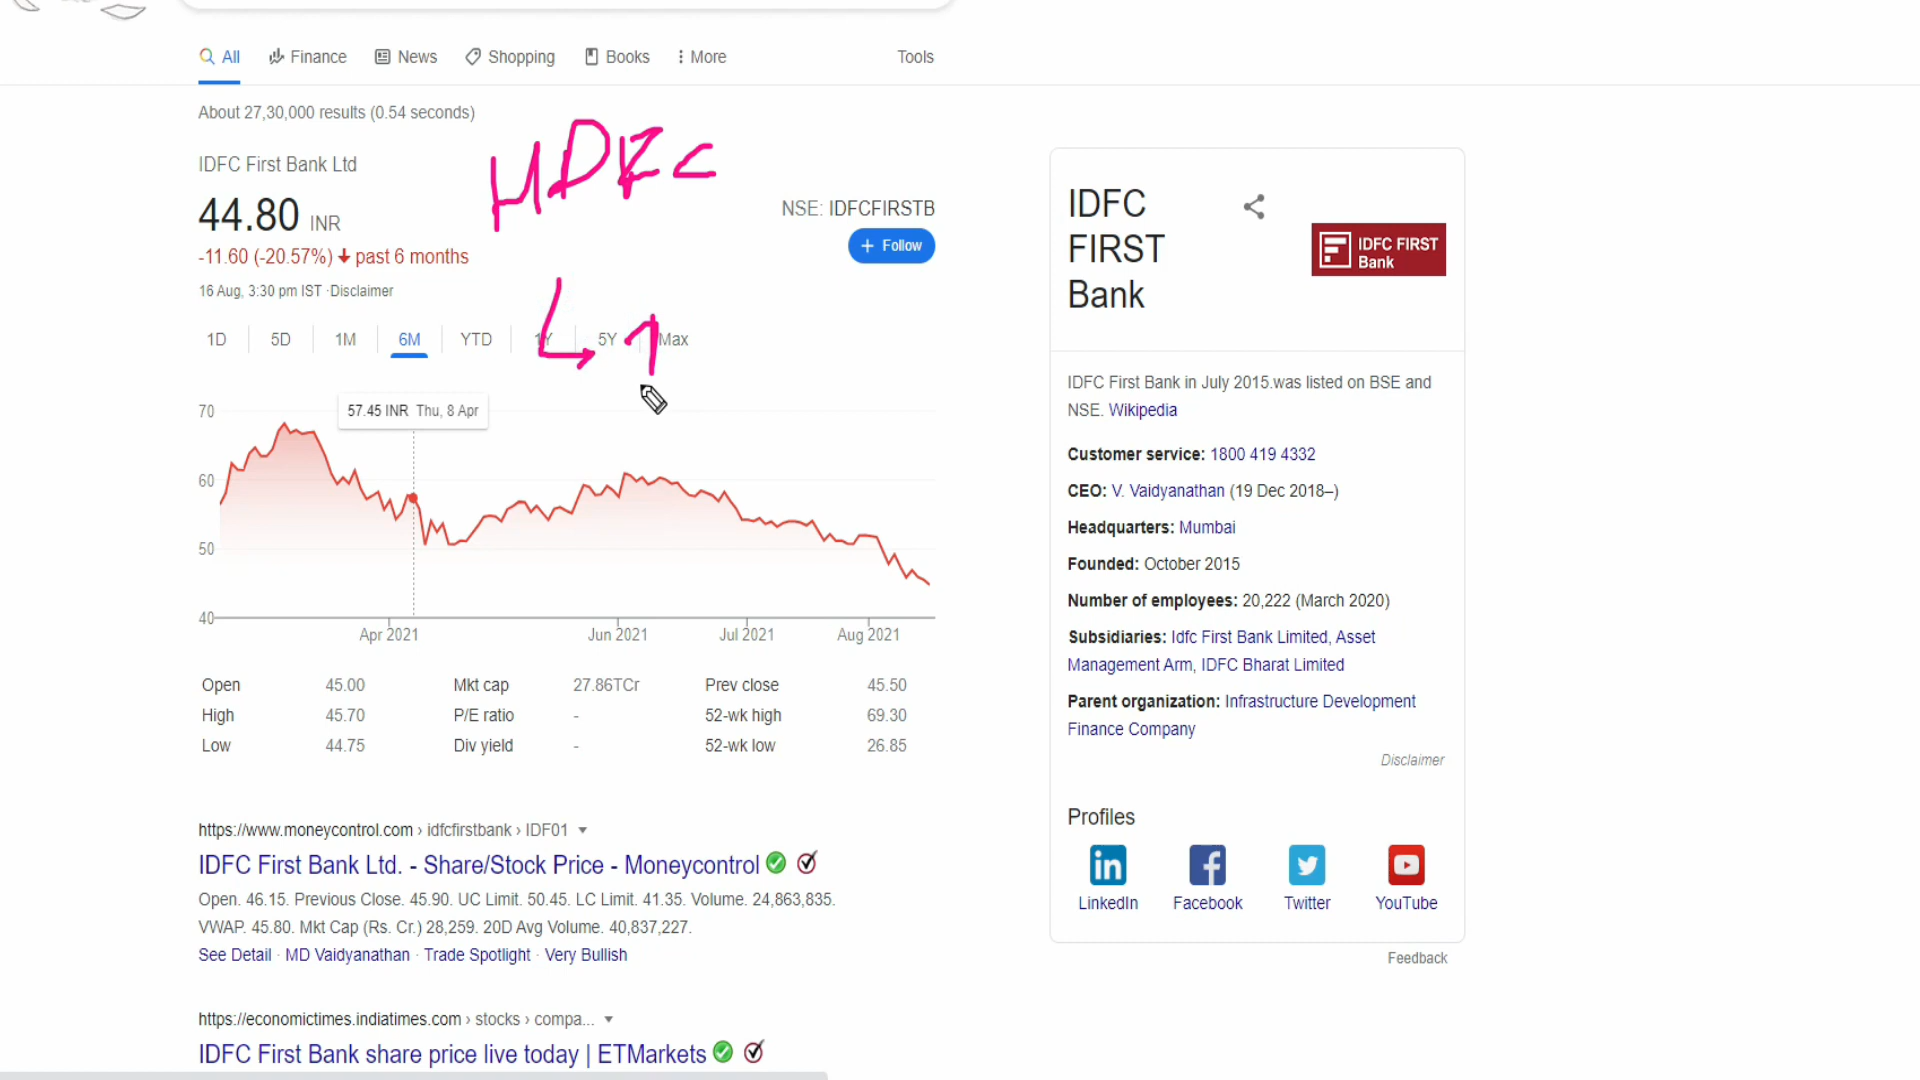 All Finance News Shopping Books More Tools
About 27,30,000 results (0.54 seconds)
HDFC
IDFC First Bank Ltd
44.80 INR
NSE: IDFCFIRSTB
-11.60 (-20.57%) past 6 months
+ Follow
16 Aug, 3:30 pm IST ·Disclaimer
1D 5D 1M 6M YTD 1Y 5Y Max
1
57.45 INR Thu, 8 Apr
70
60
50
40
Apr 2021 Jun 2021 Jul 2021 Aug 2021
Open 45.00 Mkt cap 27.86TCr Prev close 45.50
High 45.70 P/E ratio - 52-wk high 69.30
Low 44.75 Div yield - 52-wk low 26.85
https://www.moneycontrol.com › idfcfirstbank › IDF01
IDFC First Bank Ltd. - Share/Stock Price - Moneycontrol
Open. 46.15. Previous Close. 45.90. UC Limit. 50.45. LC Limit. 41.35. Volume. 24,863,835.
VWAP. 45.80. Mkt Cap (Rs. Cr.) 28,259. 20D Avg Volume. 40,837,227.
See Detail · MD Vaidyanathan · Trade Spotlight · Very Bullish
https://economictimes.indiatimes.com › stocks › compa...
IDFC First Bank share price live today | ETMarkets
IDFC
FIRST
Bank
IDFC FIRST
Bank
IDFC First Bank in July 2015.was listed on BSE and
NSE. Wikipedia
Customer service: 1800 419 4332
CEO: V. Vaidyanathan (19 Dec 2018–)
Headquarters: Mumbai
Founded: October 2015
Number of employees: 20,222 (March 2020)
Subsidiaries: Idfc First Bank Limited, Asset
Management Arm, IDFC Bharat Limited
Parent organization: Infrastructure Development
Finance Company
Disclaimer
Profiles
LinkedIn Facebook Twitter YouTube
Feedback